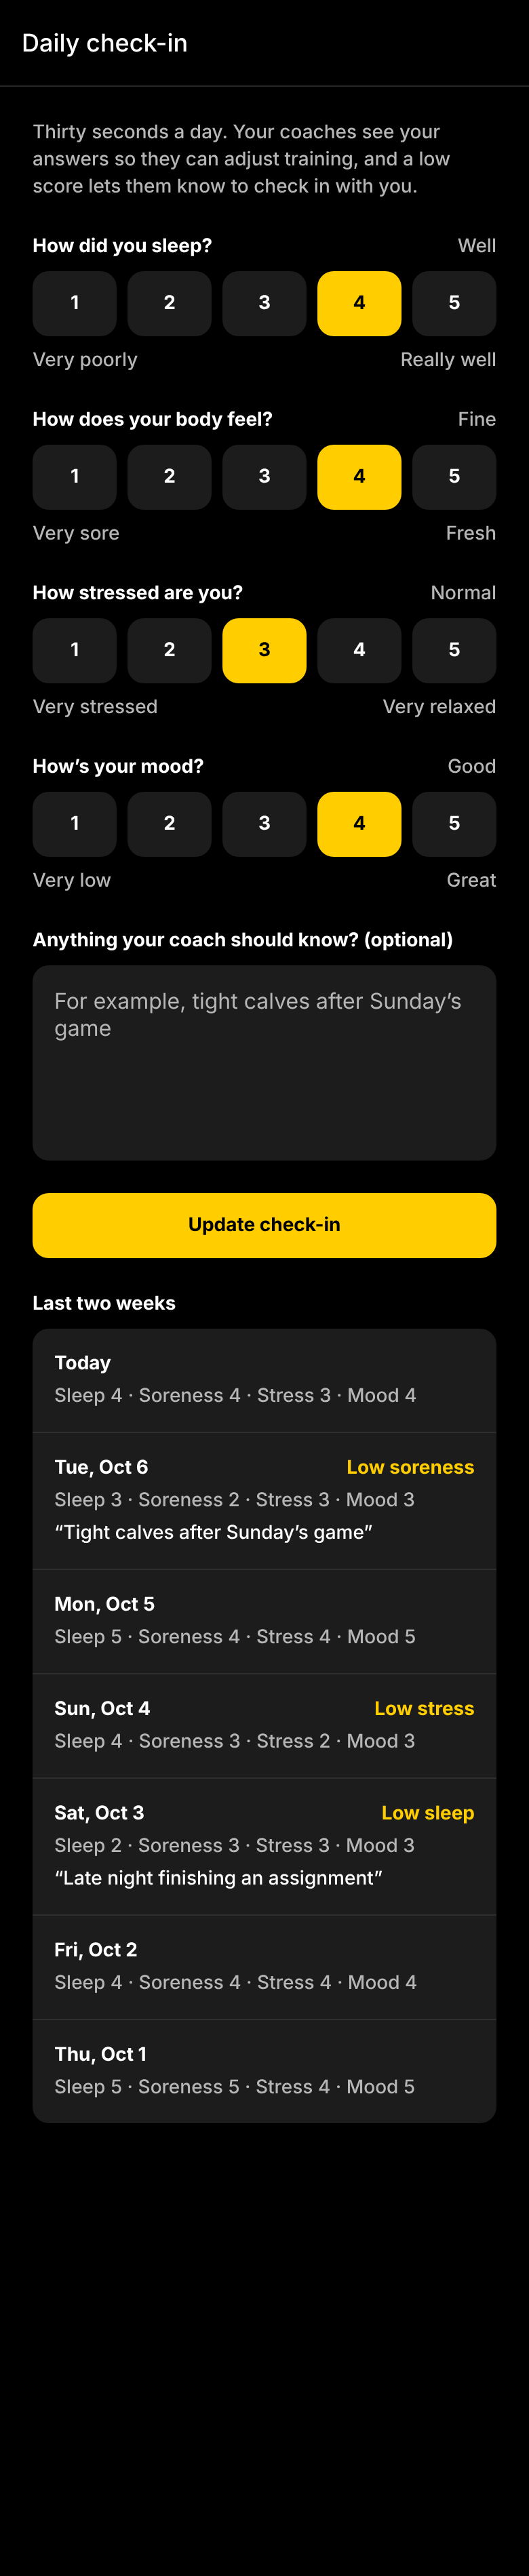 Daily check-in
Thirty seconds a day. Your coaches see your
answers so they can adjust training, and a low
score lets them know to check in with you.
How did you sleep? Well
1 2 3 4 5
Very poorly Really well
How does your body feel? Fine
1 2 3 4 5
Very sore Fresh
How stressed are you? Normal
1 2 3 4 5
Very stressed Very relaxed
How’s your mood? Good
1 2 3 4 5
Very low Great
Anything your coach should know? (optional)
For example, tight calves after Sunday’s
game
Update check-in
Last two weeks
Today
Sleep 4 · Soreness 4 · Stress 3 · Mood 4
Tue, Oct 6 Low soreness
Sleep 3 · Soreness 2 · Stress 3 · Mood 3
“Tight calves after Sunday’s game”
Mon, Oct 5
Sleep 5 · Soreness 4 · Stress 4 · Mood 5
Sun, Oct 4 Low stress
Sleep 4 · Soreness 3 · Stress 2 · Mood 3
Sat, Oct 3 Low sleep
Sleep 2 · Soreness 3 · Stress 3 · Mood 3
“Late night finishing an assignment”
Fri, Oct 2
Sleep 4 · Soreness 4 · Stress 4 · Mood 4
Thu, Oct 1
Sleep 5 · Soreness 5 · Stress 4 · Mood 5